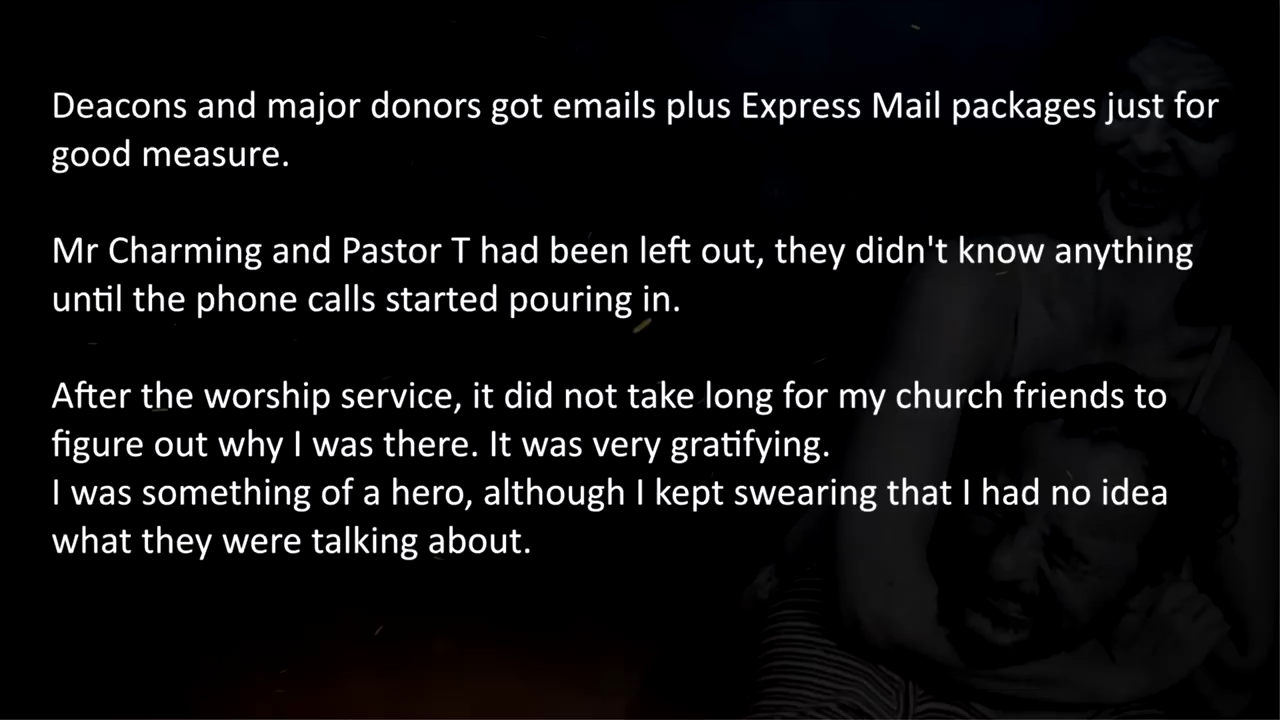 Deacons and major donors got emails plus Express Mail packages just for
good measure.
Mr Charming and Pastor T had been left out, they didn't know anything
until the phone calls started pouring in.
After the worship service, it did not take long for my church friends to
figure out why I was there. It was very gratifying.
I was something of a hero, although I kept swearing that I had no idea
what they were talking about.